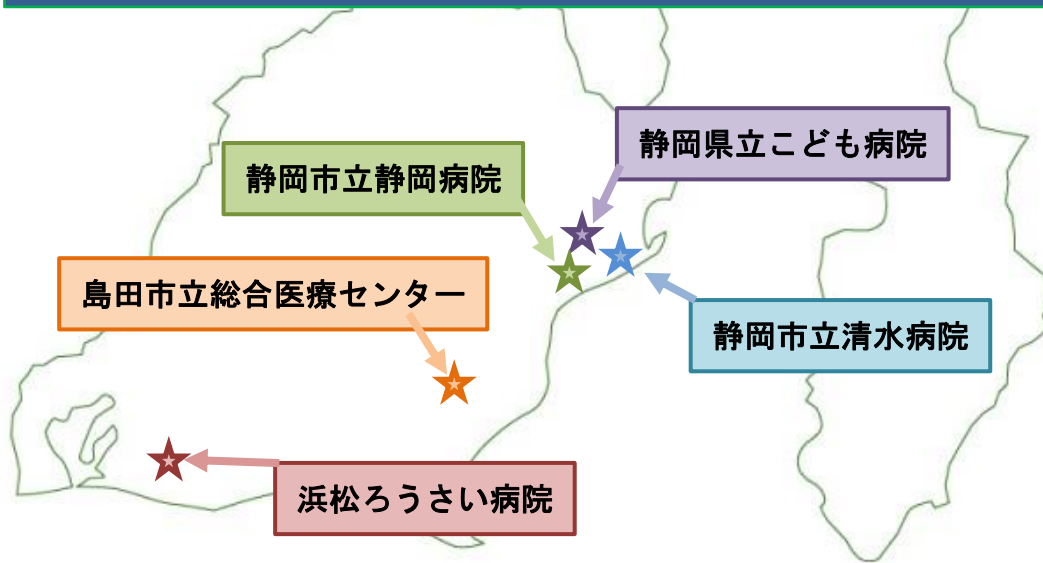 静岡県立こども病院
静岡市立静岡病院
島田市立総合医療センター
静岡市立清水病院
浜松ろうさい病院